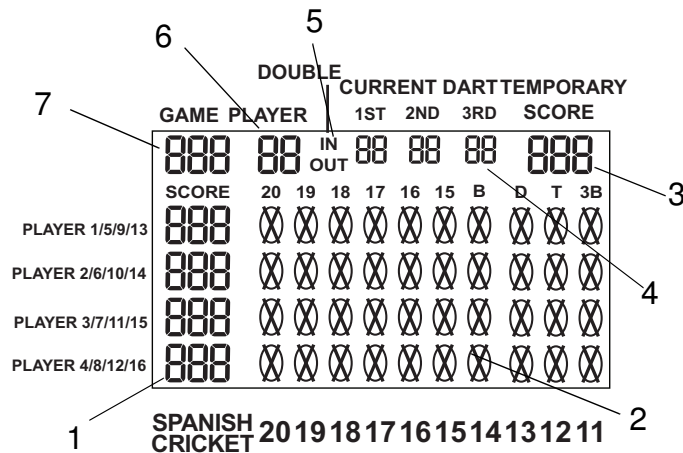 5
6
DOUBLE
CURRENT DART TEMPORARY
7
GAME PLAYER 1ST 2ND 3RD SCORE
888 88 IN OUT 88 88 88 888
3
SCORE 20 19 18 17 16 15 B D T 3B
PLAYER 1/5/9/13 888
PLAYER 2/6/10/14 888
4
PLAYER 3/7/11/15 888
PLAYER 4/8/12/16 888
1
2
SPANISH CRICKET 20 19 18 17 16 15 14 13 12 11